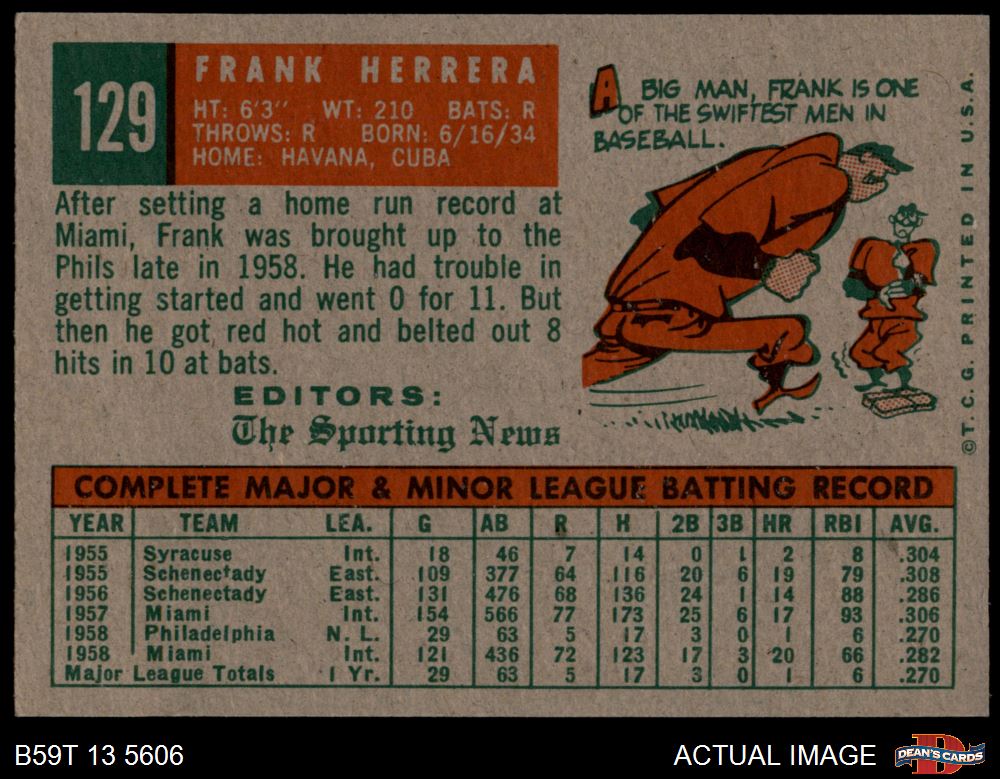 129
FRANK HERRERA
HT: 6'3" WT: 210 BATS: R
THROWS: R BORN: 6/16/34
HOME: HAVANA, CUBA
A BIG MAN, FRANK IS ONE
OF THE SWIFTEST MEN IN
BASEBALL.
After setting a home run record at
Miami, Frank was brought up to the
Phils late in 1958. He had trouble in
getting started and went 0 for 11. But
then he got red hot and belted out 8
hits in 10 at bats.
EDITORS:
The Sporting News
©T.C.G. PRINTED IN U.S.A.
COMPLETE MAJOR & MINOR LEAGUE BATTING RECORD
YEAR TEAM LEA. G AB R H 2B 3B HR RBI AVG.
1955 Syracuse Int. 18 46 7 14 0 1 2 8 .304
1955 Schenectady East. 109 377 64 116 20 6 19 79 .308
1956 Schenectady East. 131 476 68 136 24 1 14 88 .286
1957 Miami Int. 154 566 77 173 25 6 17 93 .306
1958 Philadelphia N. L. 29 63 5 17 3 0 1 6 .270
1958 Miami Int. 121 436 72 123 17 3 20 66 .282
Major League Totals 1 Yr. 29 63 5 17 3 0 1 6 .270
B59T 13 5606
ACTUAL IMAGE
DEAN'S CARDS